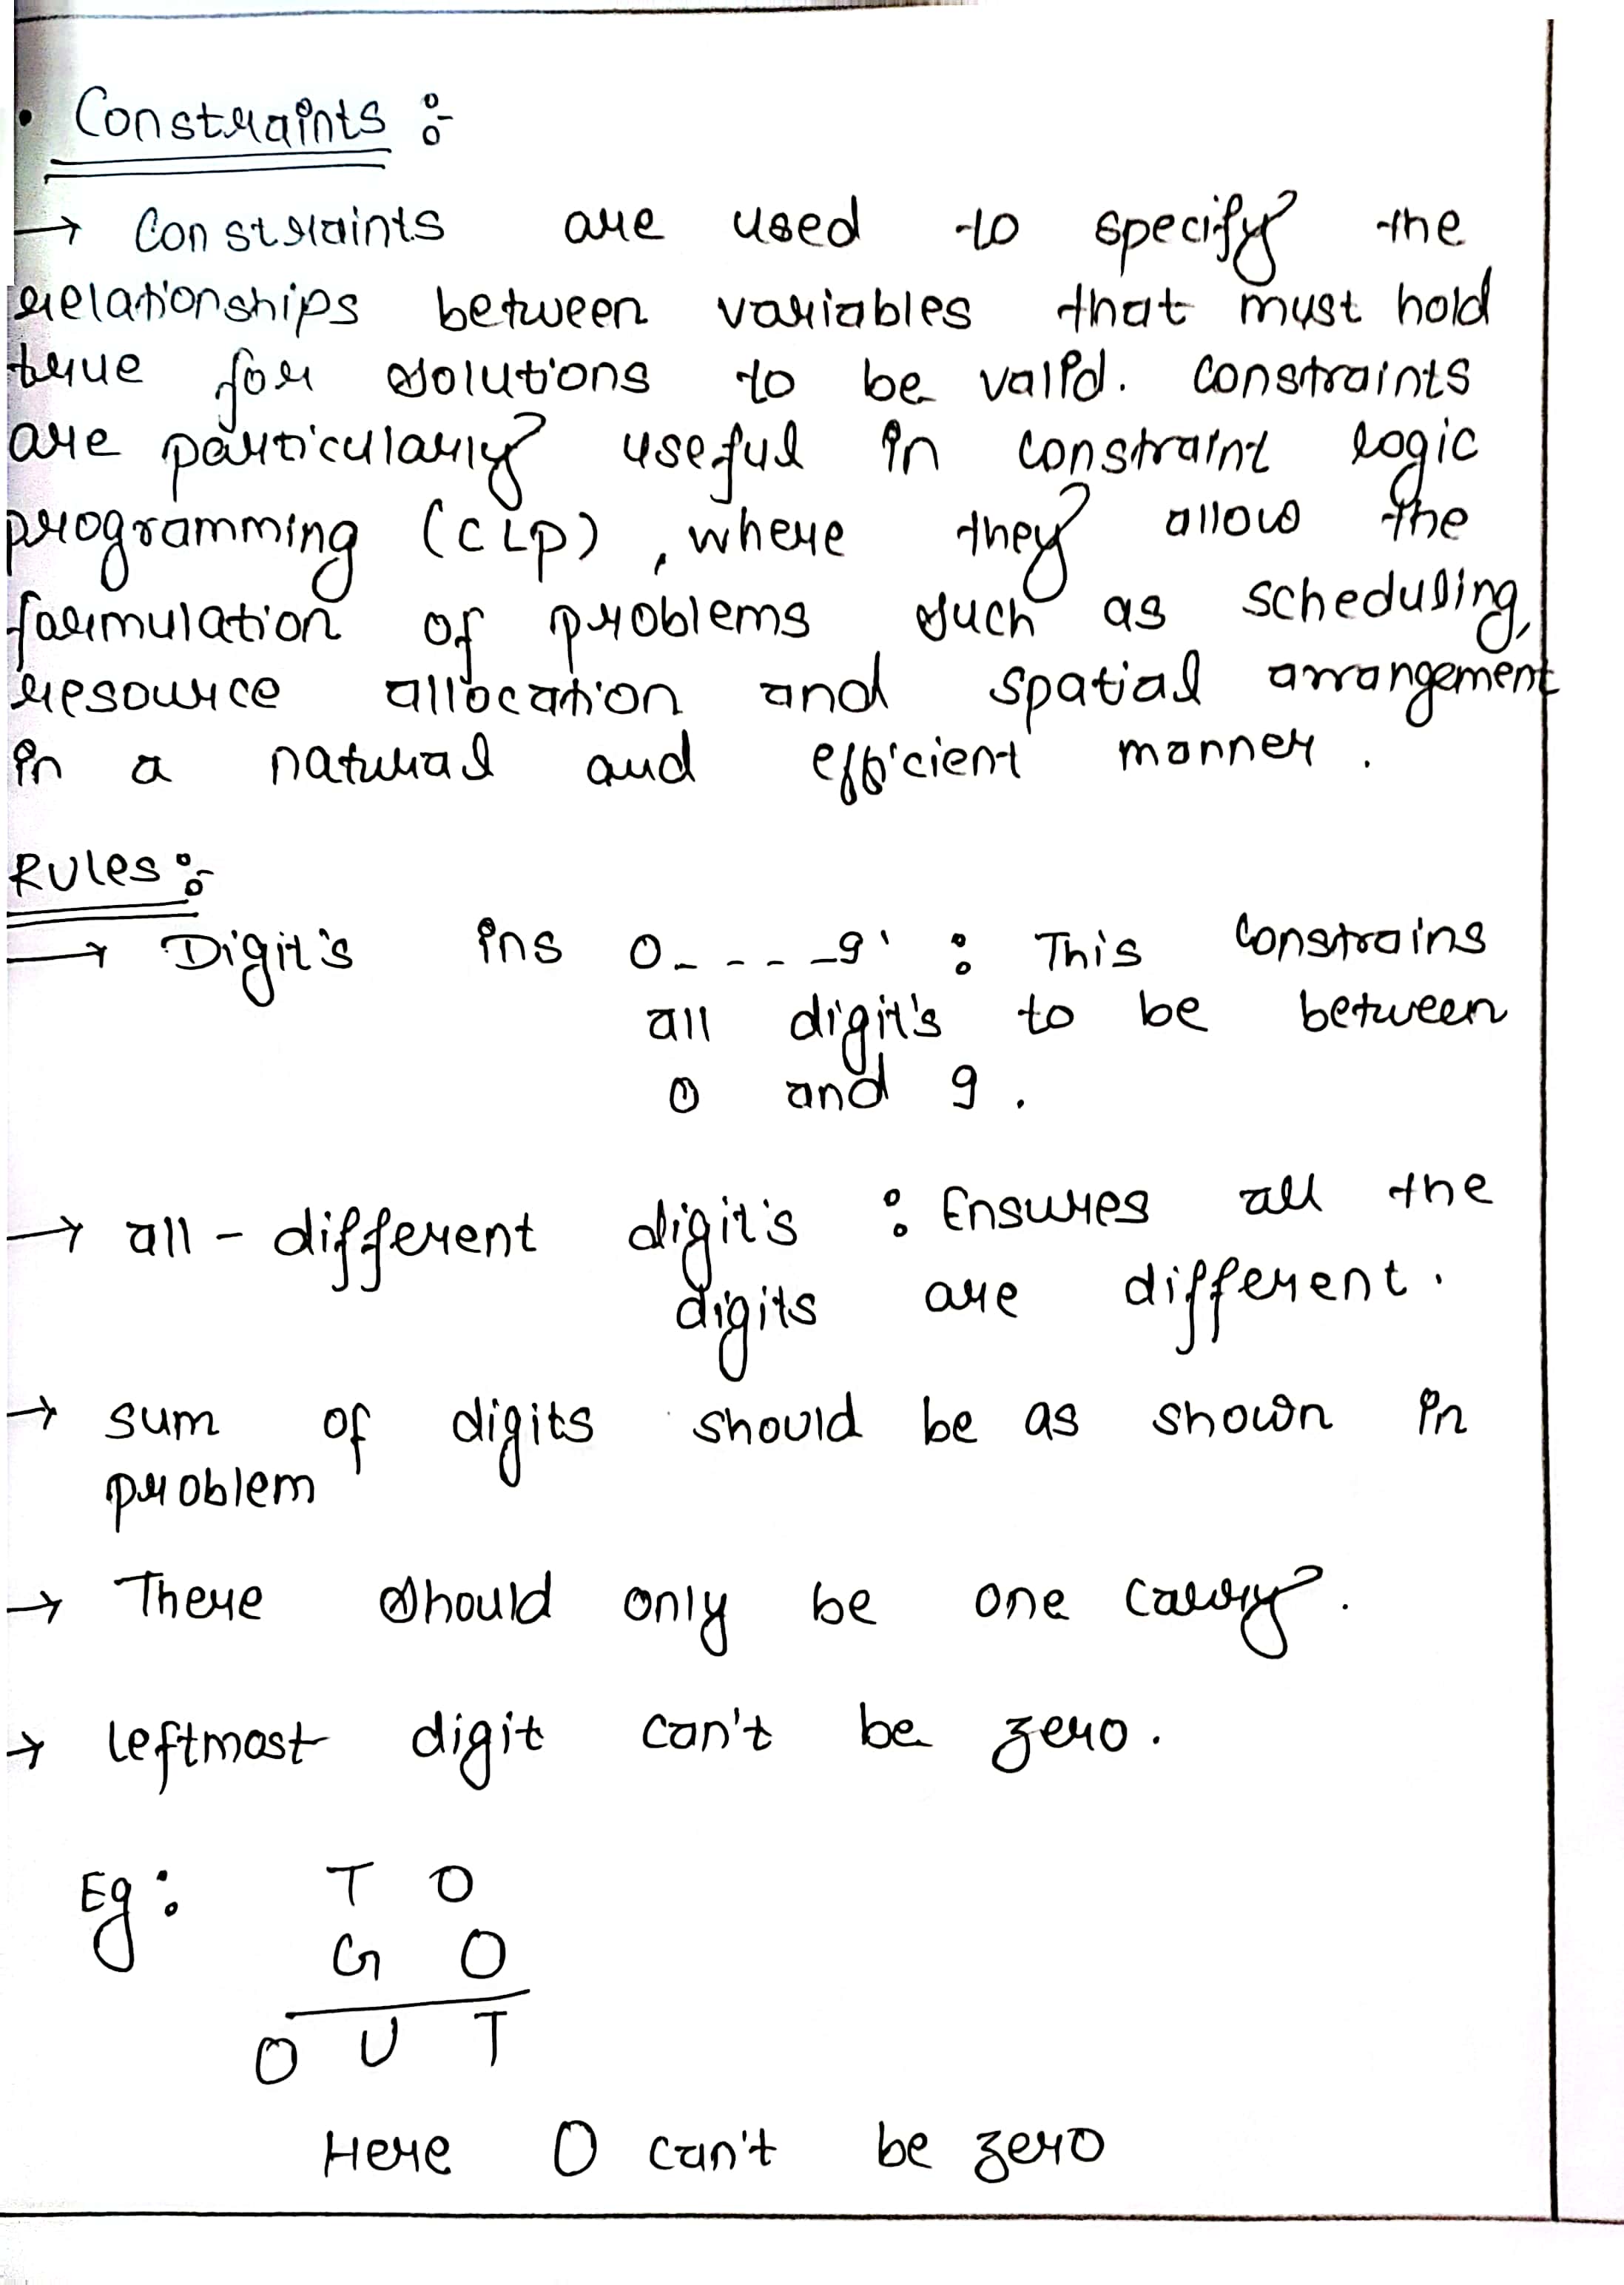 • Constraints :-
→ Constraints are used to specify the
relationships between variables that must hold
true for solutions to be valid. constraints
are particularly useful in constraint logic
programming (CLP), where they allow the
formulation of problems such as scheduling,
resource allocation and spatial arrangement
in a natural and efficient manner.
Rules :-
→ Digit's ins 0_ _ _ _9' : This constrains
all digit's to be between
0 and 9.
→ all-different digit's : Ensures all the
digits are different.
→ sum of digits should be as shown in
problem
→ There should only be one carry.
→ leftmost digit can't be zero.
Eg: T O
G O
O U T
Here O can't be zero